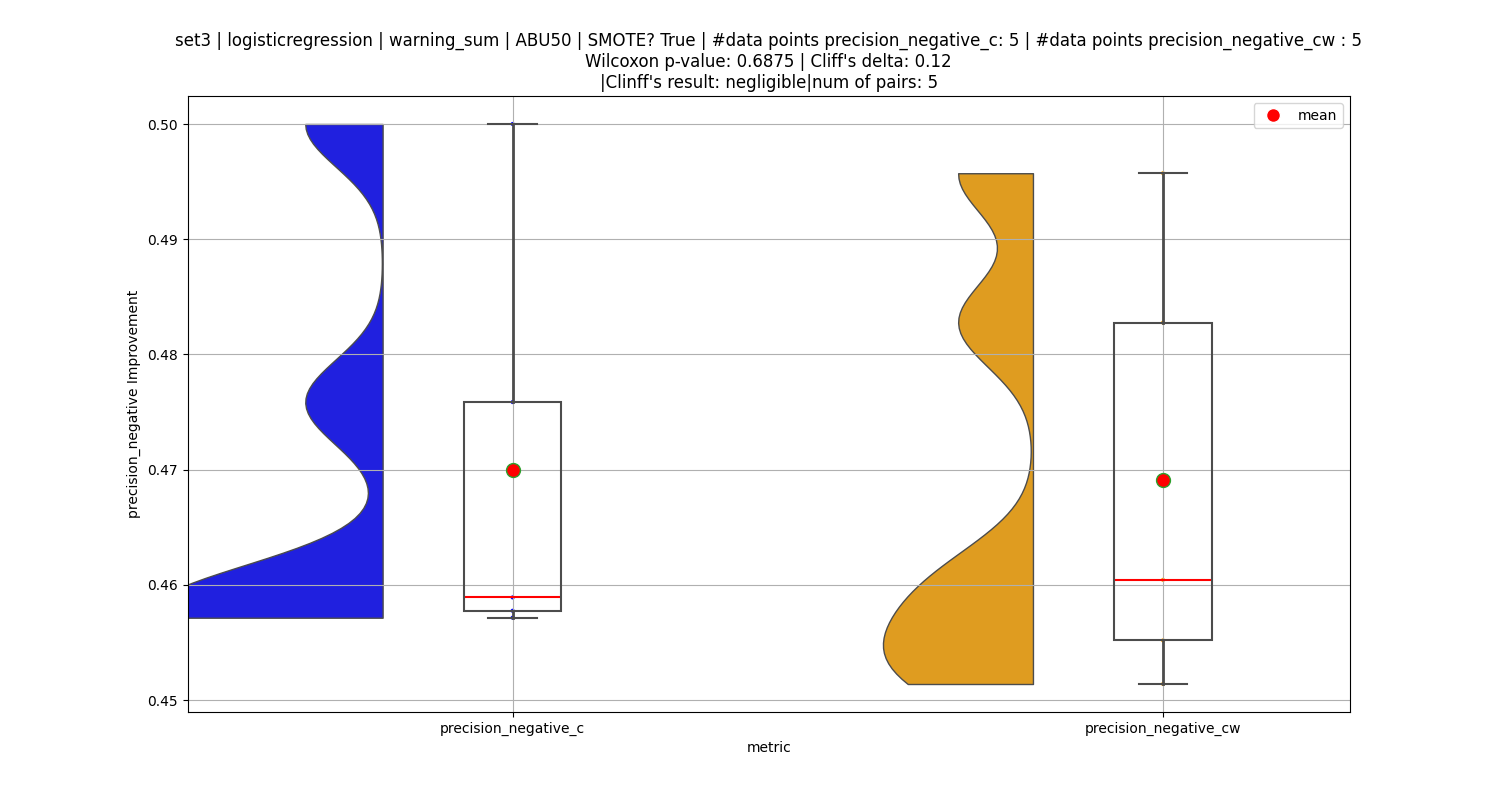 set3 | logisticregression | warning_sum | ABU50 | SMOTE? True | #data points precision_negative_c: 5 | #data points precision_negative_cw : 5
Wilcoxon p-value: 0.6875 | Cliff's delta: 0.12
|Clinff's result: negligible|num of pairs: 5
mean
0.50
0.49
0.48
0.47
0.46
0.45
precision_negative Improvement
precision_negative_c
precision_negative_cw
metric